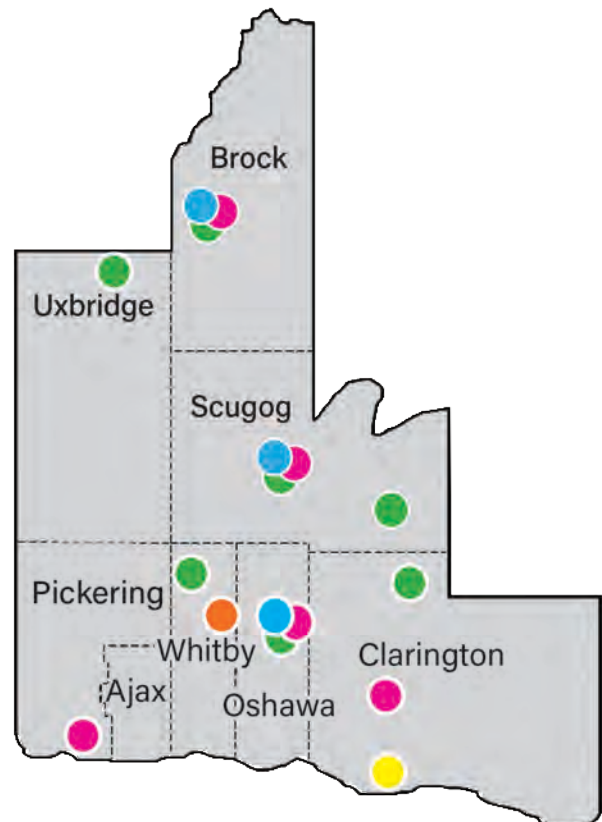 Brock
Uxbridge
Scugog
Pickering
Whitby
Clarington
Ajax
Oshawa